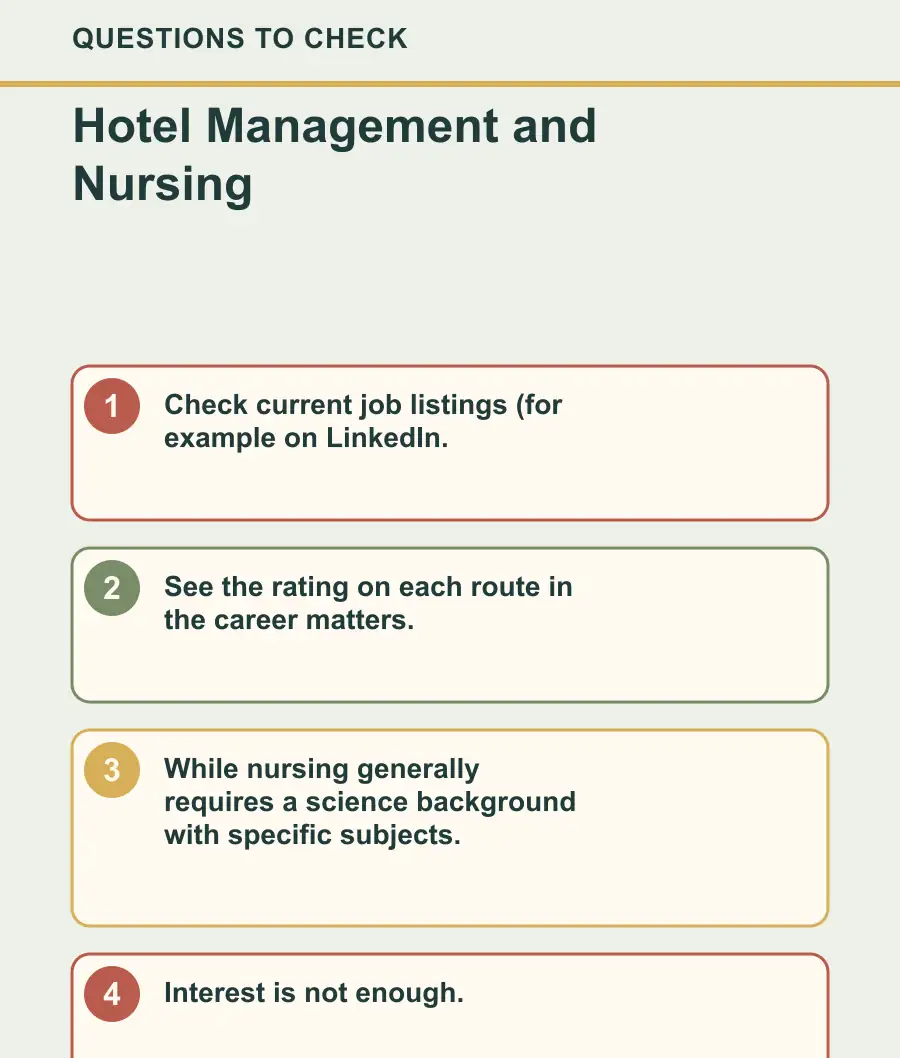 QUESTIONS TO CHECK
Hotel Management and
Nursing
1
Check current job listings (for
example on LinkedIn.
2
See the rating on each route in
the career matters.
3
While nursing generally
requires a science background
with specific subjects.
4
Interest is not enough.